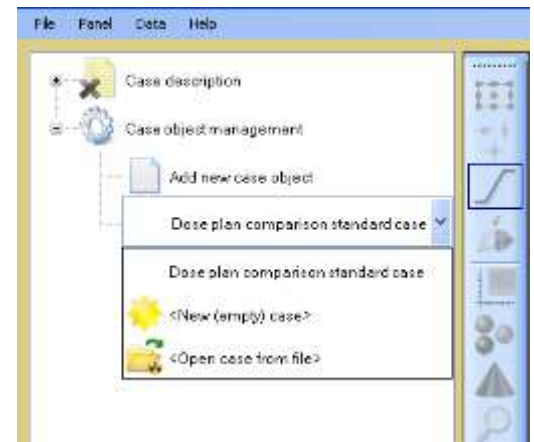 File Panel Data Help
Case description
Case object management
Add new case object
Dose plan comparison standard case
Dose plan comparison standard case
<New (empty) case>
<Open case from file>